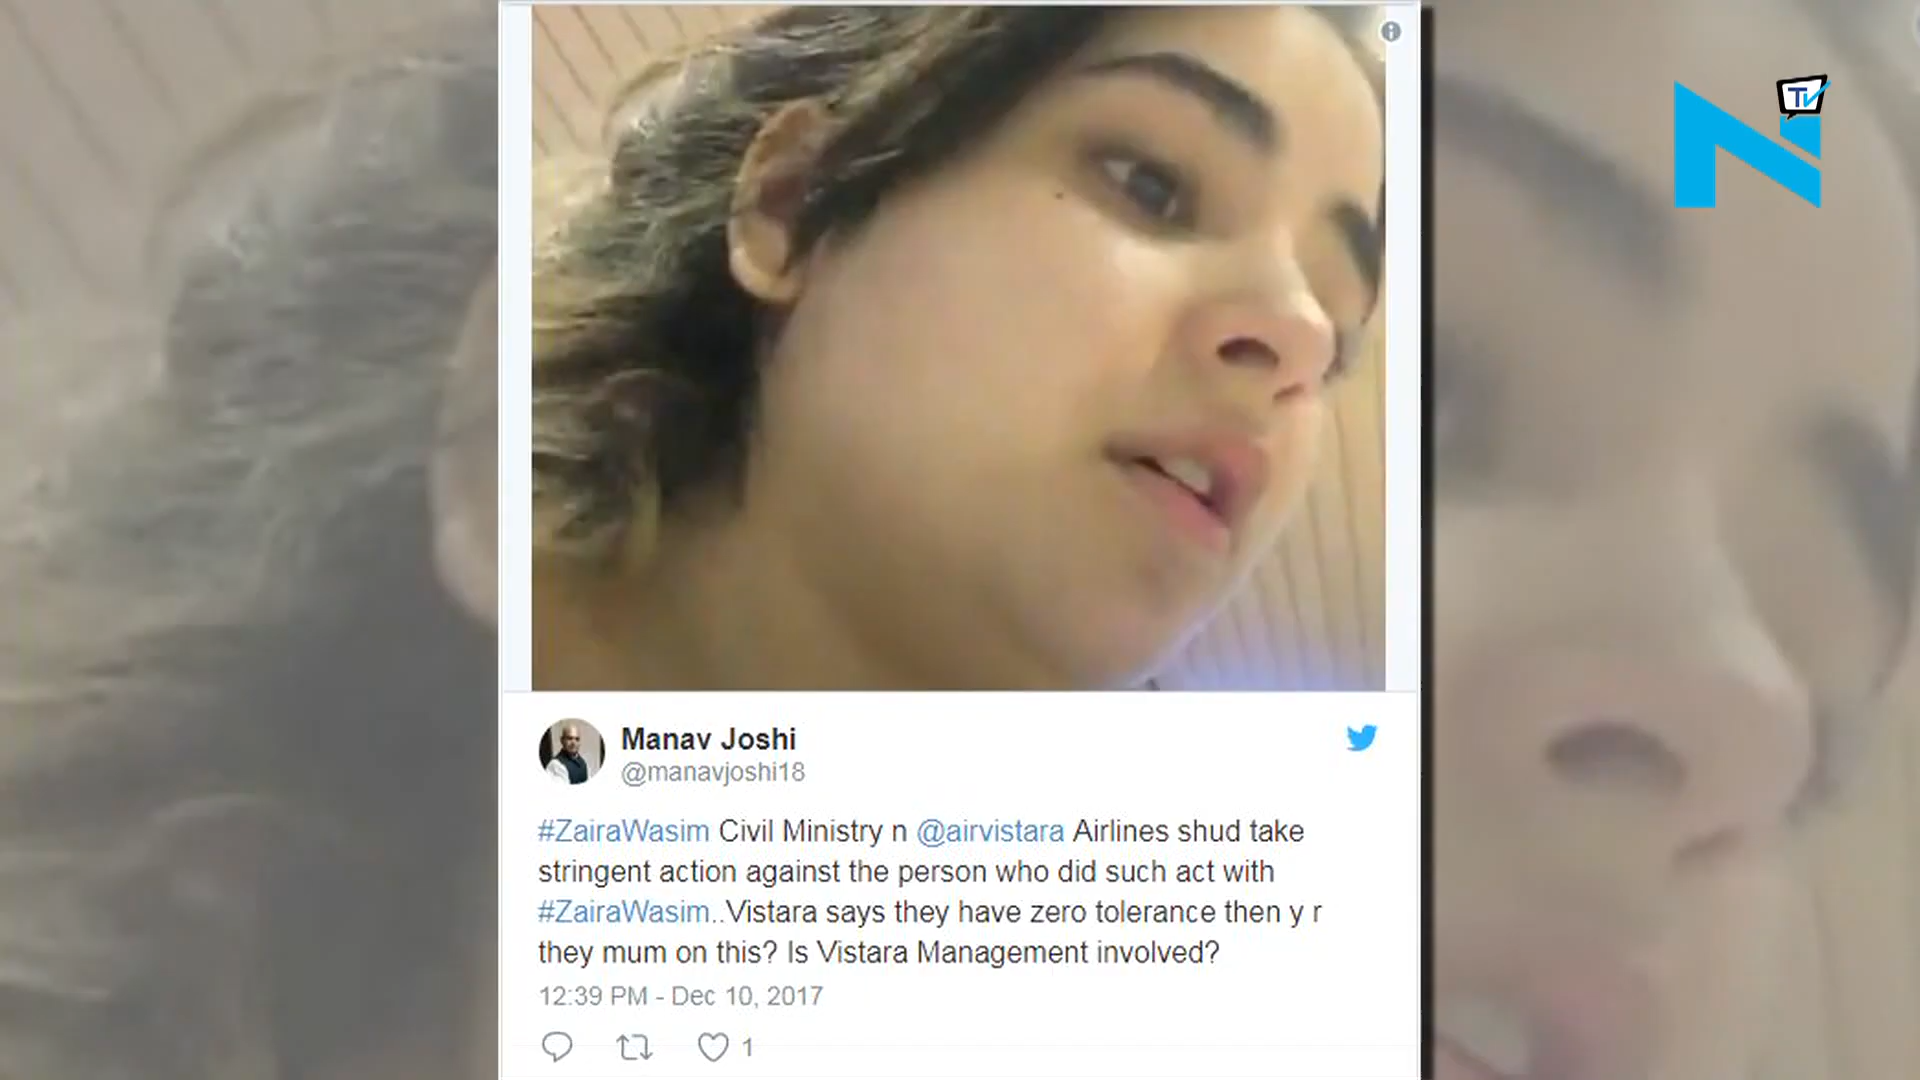 TV
Manav Joshi
@manavjoshi18
#ZairaWasim Civil Ministry n @airvistara Airlines shud take
stringent action against the person who did such act with
#ZairaWasim..Vistara says they have zero tolerance then y r
they mum on this? Is Vistara Management involved?
12:39 PM - Dec 10, 2017
1